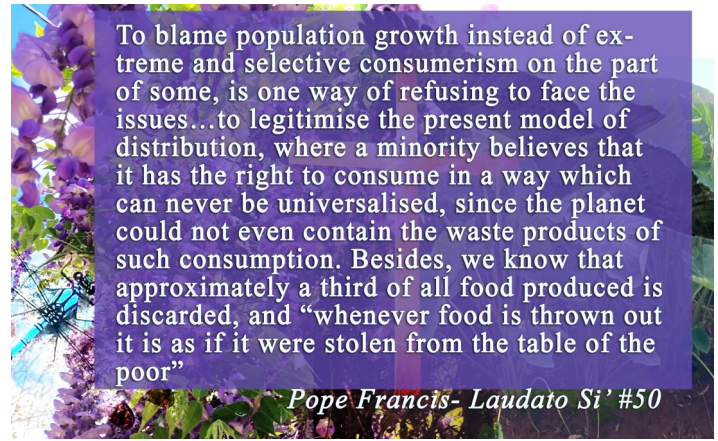 To blame population growth instead of ex-
treme and selective consumerism on the part
of some, is one way of refusing to face the
issues…to legitimise the present model of
distribution, where a minority believes that
it has the right to consume in a way which
can never be universalised, since the planet
could not even contain the waste products of
such consumption. Besides, we know that
approximately a third of all food produced is
discarded, and “whenever food is thrown out
it is as if it were stolen from the table of the
poor”
Pope Francis- Laudato Si’ #50